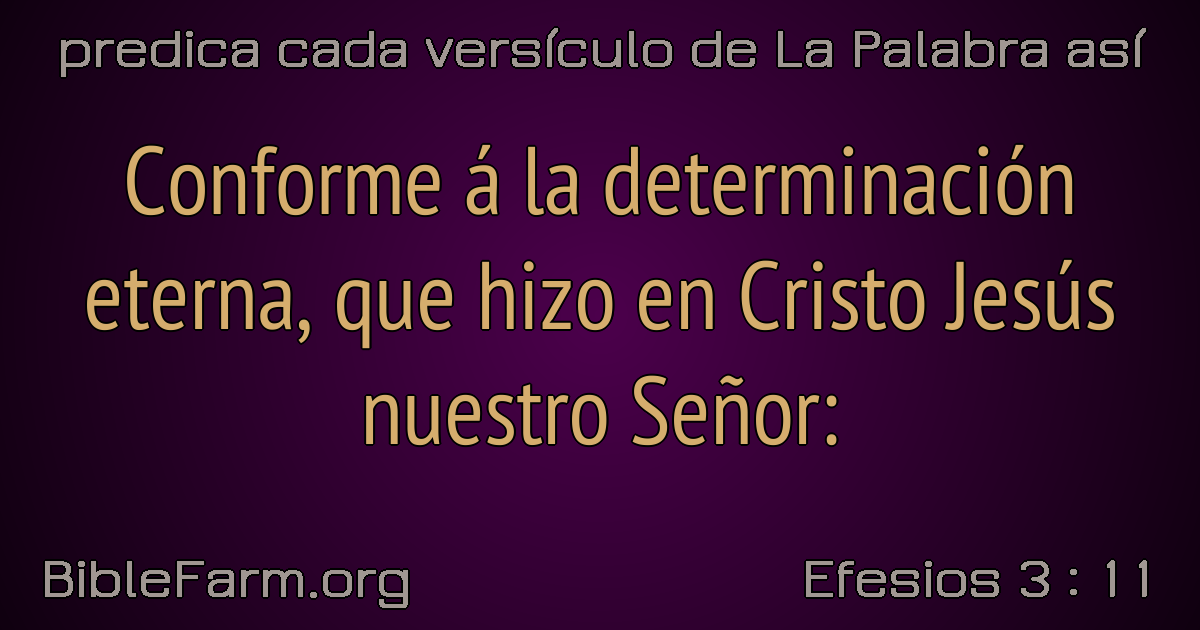 predica cada versículo de La Palabra así
Conforme á la determinación
eterna, que hizo en Cristo Jesús
nuestro Señor:
BibleFarm.org
Efesios 3 : 11